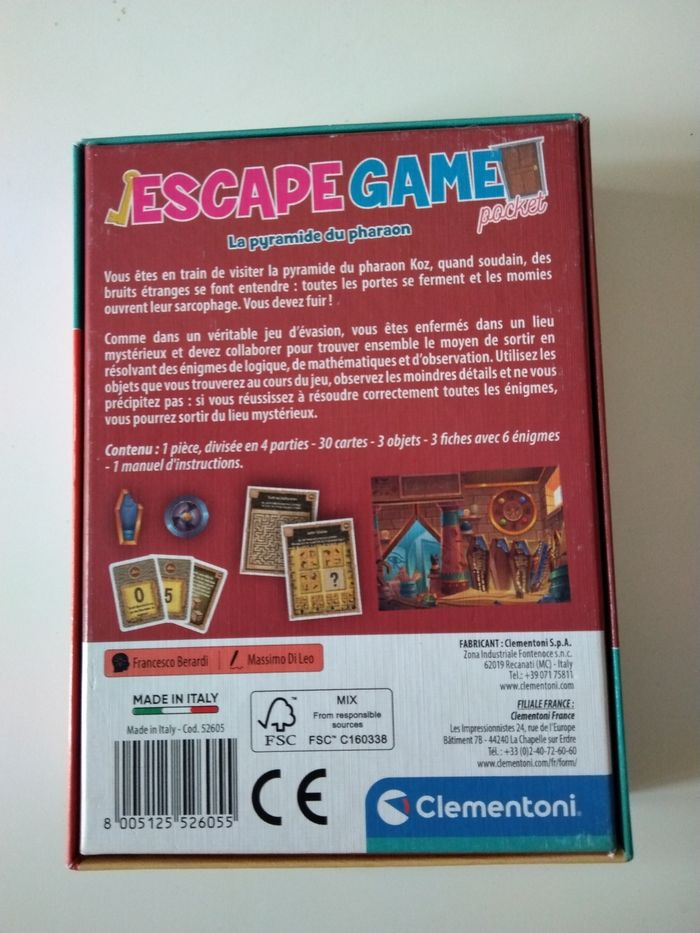 ESCAPE GAME
pocket
La pyramide du pharaon
Vous êtes en train de visiter la pyramide du pharaon Koz, quand soudain, des
bruits étranges se font entendre : toutes les portes se ferment et les momies
ouvrent leur sarcophage. Vous devez fuir !
Comme dans un véritable jeu d'évasion, vous êtes enfermés dans un lieu
mystérieux et devez collaborer pour trouver ensemble le moyen de sortir en
résolvant des énigmes de logique, de mathématiques et d'observation. Utilisez les
objets que vous trouverez au cours du jeu, observez les moindres détails et ne vous
précipitez pas : si vous réussissez à résoudre correctement toutes les énigmes,
vous pourrez sortir du lieu mystérieux.
Contenu : 1 pièce, divisée en 4 parties - 30 cartes - 3 objets - 3 fiches avec 6 énigmes
- 1 manuel d'instructions.
0
5
?
Francesco Berardi
Massimo Di Leo
MADE IN ITALY
Made in Italy - Cod. 52605
8 005125 526055
FSC
MIX
From responsible
sources
FSC™ C160338
CE
FABRICANT : Clementoni S.p.A.
Zona Industriale Fontenoce s.n.c.
62019 Recanati (MC) - Italy
Tel.: +39 071 75811
www.clementoni.com
FILIALE FRANCE :
Clementoni France
Les Impressionnistes 24, rue de l'Europe
Bâtiment 7B - 44240 La Chapelle sur Erdre
Tél. : +33 (0)2-40-72-60-60
www.clementoni.com/fr/form/
Clementoni